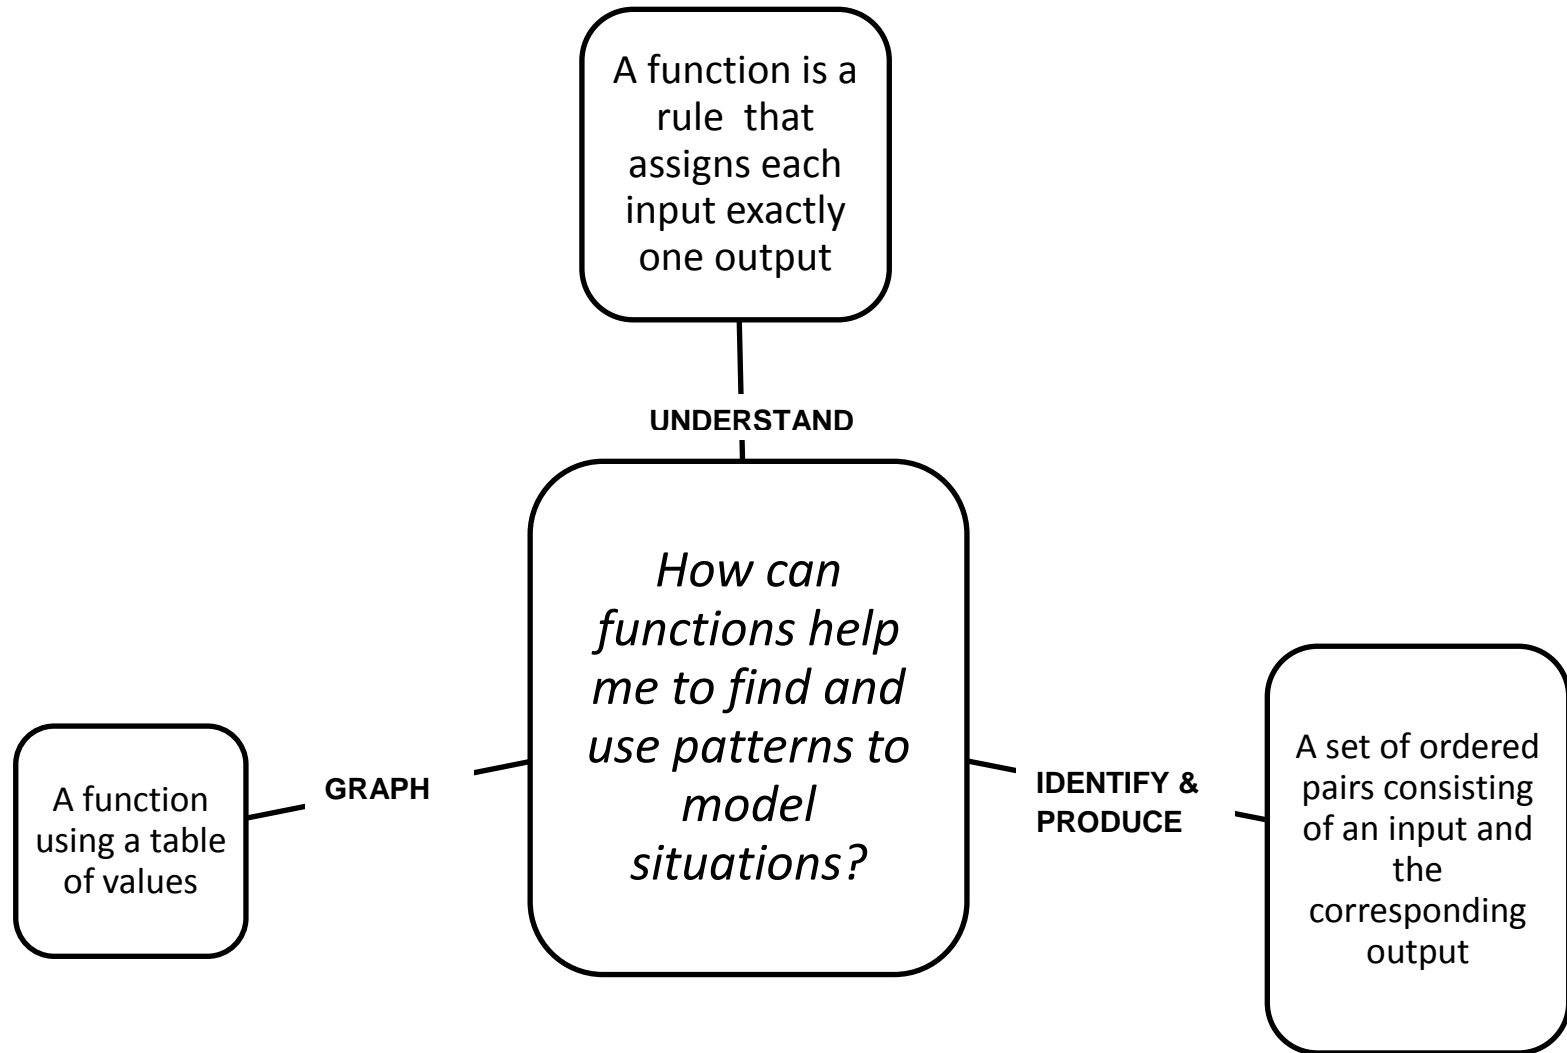 A function is a
rule that
assigns each
input exactly
one output
UNDERSTAND
How can
functions help
me to find and
use patterns to
model
situations?
GRAPH
A function
using a table
of values
IDENTIFY &
PRODUCE
A set of ordered
pairs consisting
of an input and
the
corresponding
output